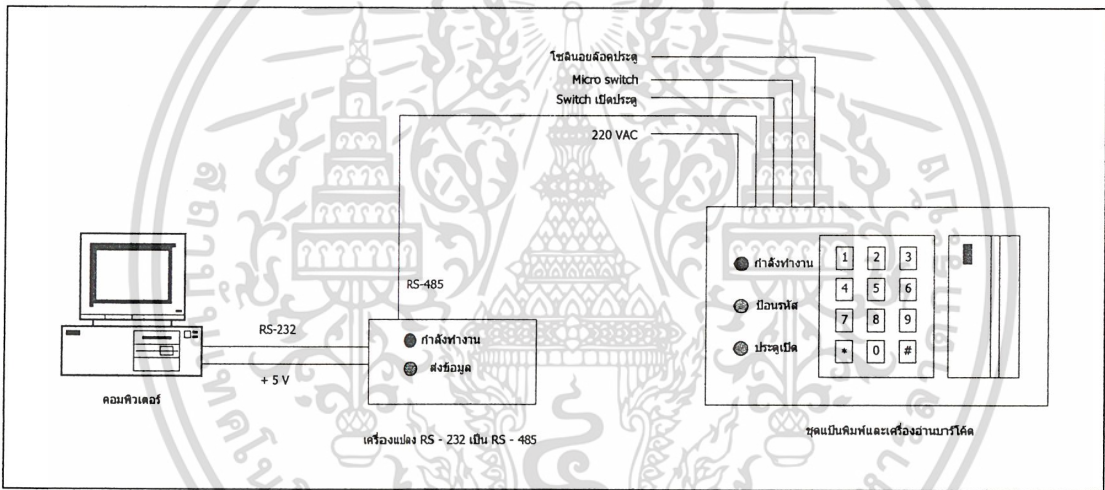 โซลินอยล๊อคประตู
Micro switch
Switch เปิดประตู
220 VAC
RS-485
RS-232
+ 5 V
คอมพิวเตอร์
กำลังทำงาน
ส่งข้อมูล
เครื่องแปลง RS - 232 เป็น RS - 485
กำลังทำงาน
ป้อนรหัส
ประตูเปิด
1 2 3
4 5 6
7 8 9
* 0 #
ชุดแป้นพิมพ์และเครื่องอ่านบาร์โค้ด